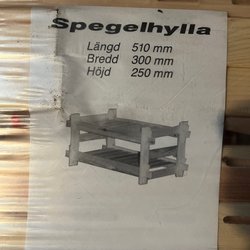 Spegelhylla
Längd 510 mm
Bredd 300 mm
Höjd 250 mm